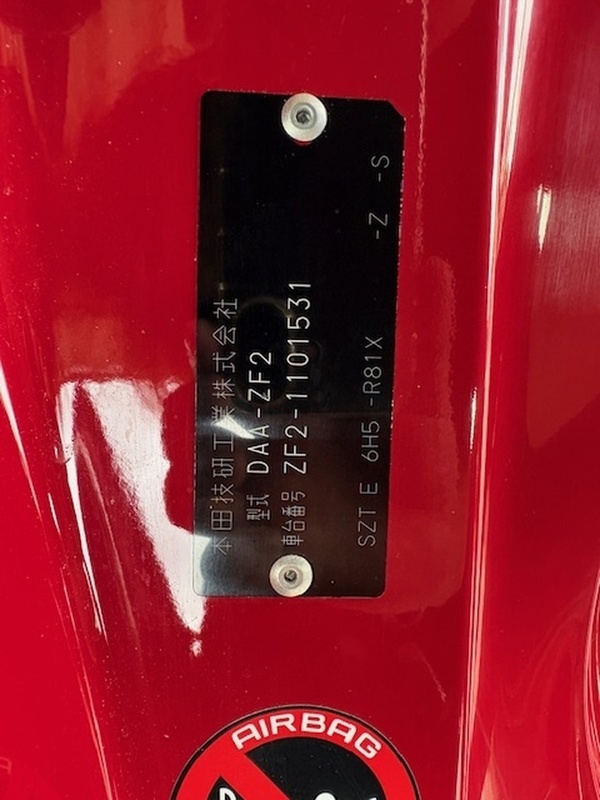 本田技研工業株式会社
型式 DAA-ZF2
車台番号 ZF2-1101531
SZTE 6H5 -R81X -Z -S
AIRBAG